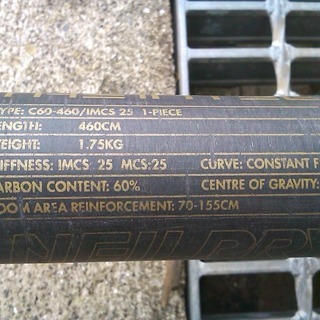 YPE: C60-460/IMCS 25 1-PIECE
ENGTH: 460CM
EIGHT: 1.75KG
IFFNESS: IMCS 25 MCS:25 CURVE: CONSTANT F
ARBON CONTENT: 60% CENTRE OF GRAVITY:
OOM AREA REINFORCEMENT: 70-155CM
NEILPRY